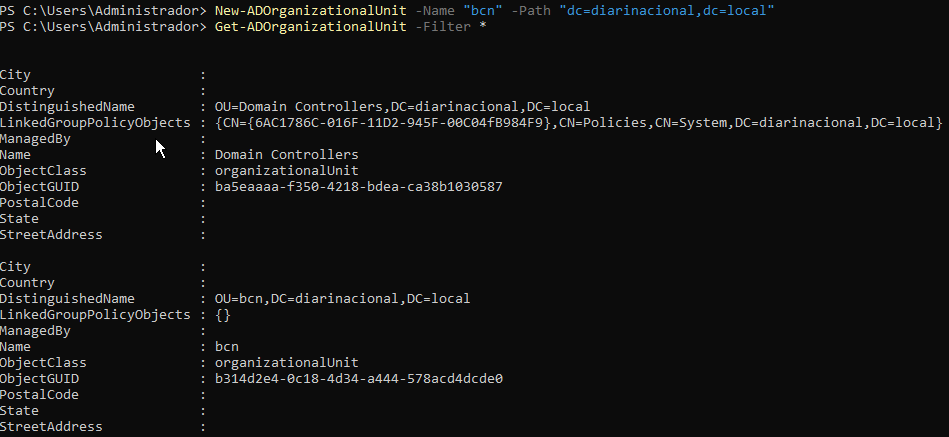 PS C:\Users\Administrador> New-ADOrganizationalUnit -Name "bcn" -Path "dc=diarinacional,dc=local"
PS C:\Users\Administrador> Get-ADOrganizationalUnit -Filter *
City                     :
Country                  :
DistinguishedName        : OU=Domain Controllers,DC=diarinacional,DC=local
LinkedGroupPolicyObjects : {CN={6AC1786C-016F-11D2-945F-00C04fB984F9},CN=Policies,CN=System,DC=diarinacional,DC=local}
ManagedBy                :
Name                     : Domain Controllers
ObjectClass              : organizationalUnit
ObjectGUID               : ba5eaaaa-f350-4218-bdea-ca38b1030587
PostalCode               :
State                    :
StreetAddress            :
City                     :
Country                  :
DistinguishedName        : OU=bcn,DC=diarinacional,DC=local
LinkedGroupPolicyObjects : {}
ManagedBy                :
Name                     : bcn
ObjectClass              : organizationalUnit
ObjectGUID               : b314d2e4-0c18-4d34-a444-578acd4dcde0
PostalCode               :
State                    :
StreetAddress            :